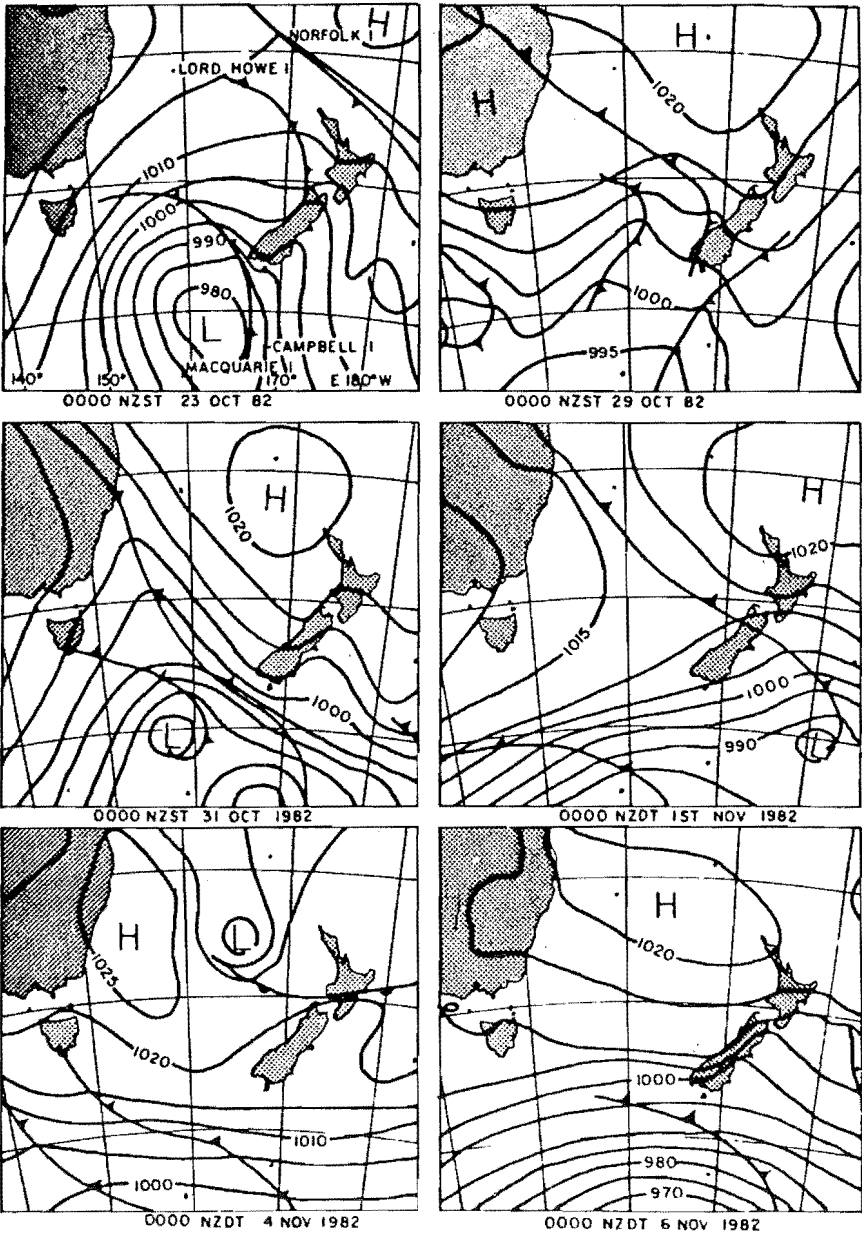 H
NORFOLK I
LORD HOWE I
1010
1000
990
980
L
CAMPBELL I
MACQUARIE I
140° 150° 170° E 180° W
0000 NZST 23 OCT 82
H
H
1020
1000
995
0000 NZST 29 OCT 82
H
1020
1000
L
0000 NZST 31 OCT 1982
H
1020
1015
1000
990
L
0000 NZDT 1ST NOV 1982
H
L
1025
1020
1010
1000
0000 NZDT 4 NOV 1982
H
1020
1000
980
970
0000 NZDT 6 NOV 1982